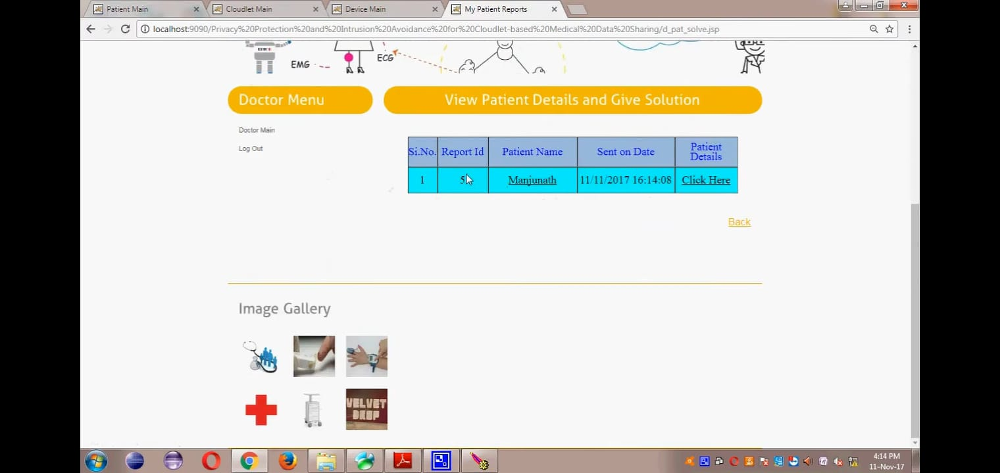 Patient Main
Cloudlet Main
Device Main
My Patient Reports
localhost:9090/Privacy%20Protection%20and%20Intrusion%20Avoidance%20for%20Cloudlet-based%20Medical%20Data%20Sharing/d_pat_solve.jsp
EMG
ECG
Doctor Menu
View Patient Details and Give Solution
Doctor Main
Log Out
Si.No. Report Id Patient Name Sent on Date Patient Details
1 5 Manjunath 11/11/2017 16:14:08 Click Here
Back
Image Gallery
VELVET
DROP
4:14 PM
11-Nov-17